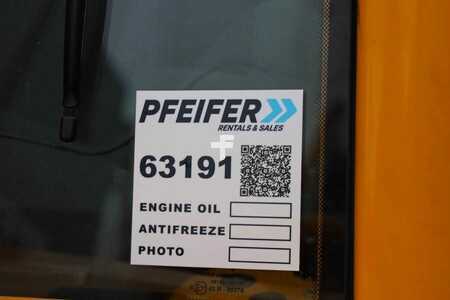 PFEIFER
RENTALS & SALES
63191
ENGINE OIL
ANTIFREEZE
PHOTO